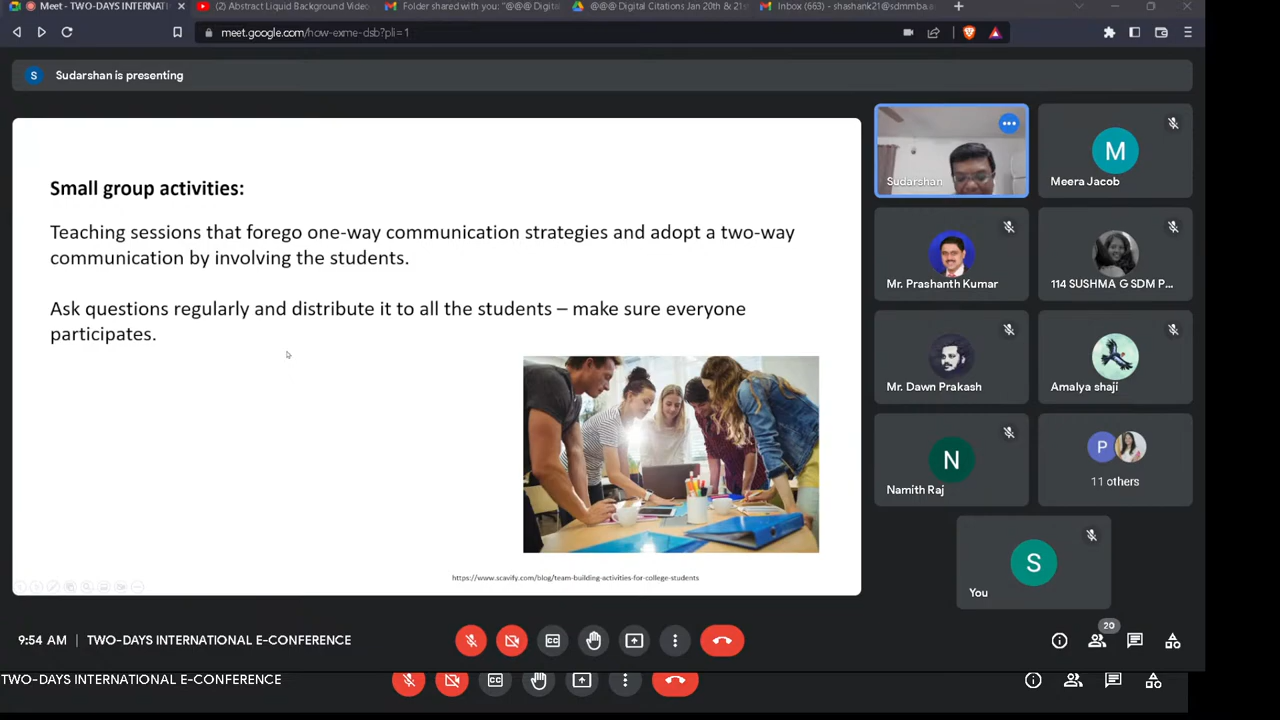 Meet - TWO-DAYS INTERNATI
(2) Abstract Liquid Background Video
Folder shared with you: "@@@ Digita
@@@ Digital Citations Jan 20th & 21st
Inbox (663) - shashank21@sdmmba.a
meet.google.com/how-exme-dsb?pli=1
S Sudarshan is presenting
Small group activities:
Teaching sessions that forego one-way communication strategies and adopt a two-way
communication by involving the students.
Ask questions regularly and distribute it to all the students – make sure everyone
participates.
https://www.scavify.com/blog/team-building-activities-for-college-students
Sudarshan
M
Meera Jacob
Mr. Prashanth Kumar
114 SUSHMA G SDM P...
Mr. Dawn Prakash
Amalya shaji
N
Namith Raj
P
11 others
S
You
9:54 AM | TWO-DAYS INTERNATIONAL E-CONFERENCE
20
TWO-DAYS INTERNATIONAL E-CONFERENCE